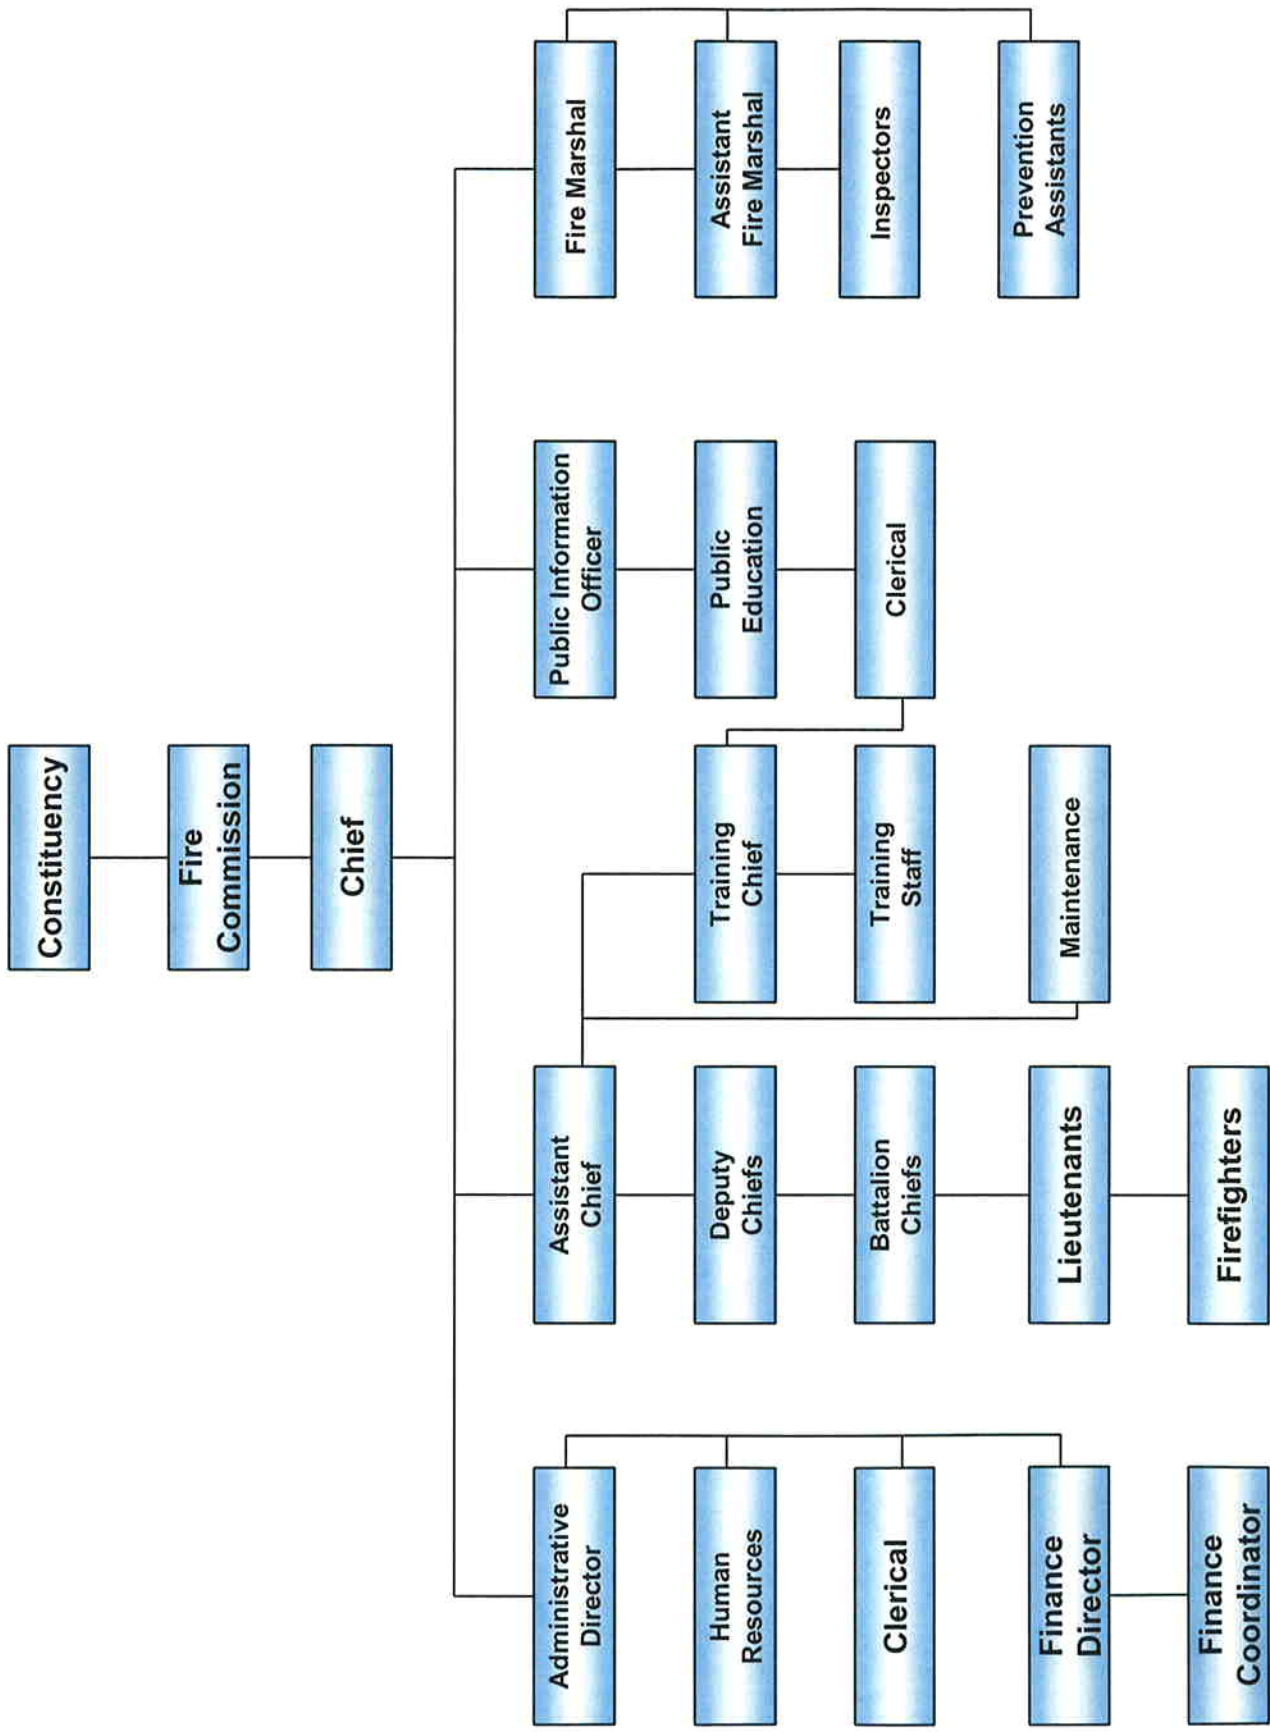 Constituency
Fire
Commission
Chief
Administrative
Director
Human
Resources
Clerical
Finance
Director
Finance
Coordinator
Assistant
Chief
Deputy
Chiefs
Battalion
Chiefs
Lieutenants
Firefighters
Training
Chief
Training
Staff
Maintenance
Public Information
Officer
Public
Education
Clerical
Fire Marshal
Assistant
Fire Marshal
Inspectors
Prevention
Assistants